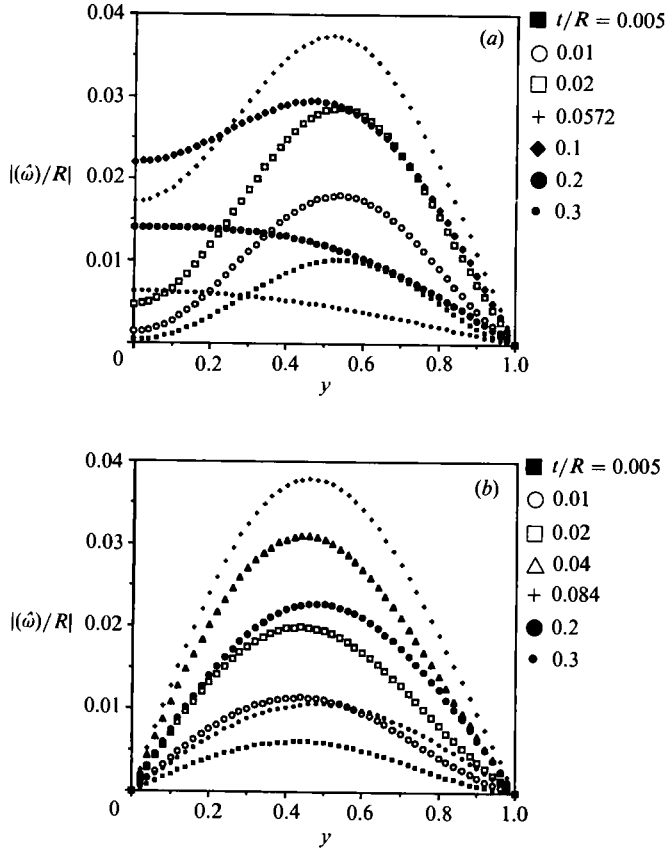 (a)
■ t/R = 0.005
○ 0.01
□ 0.02
+ 0.0572
◆ 0.1
● 0.2
• 0.3
0.04
0.03
|(ω̂)/R| 0.02
0.01
0 0.2 0.4 0.6 0.8 1.0
y
(b)
■ t/R = 0.005
○ 0.01
□ 0.02
△ 0.04
+ 0.084
● 0.2
• 0.3
0.04
0.03
|(ω̂)/R| 0.02
0.01
0 0.2 0.4 0.6 0.8 1.0
y